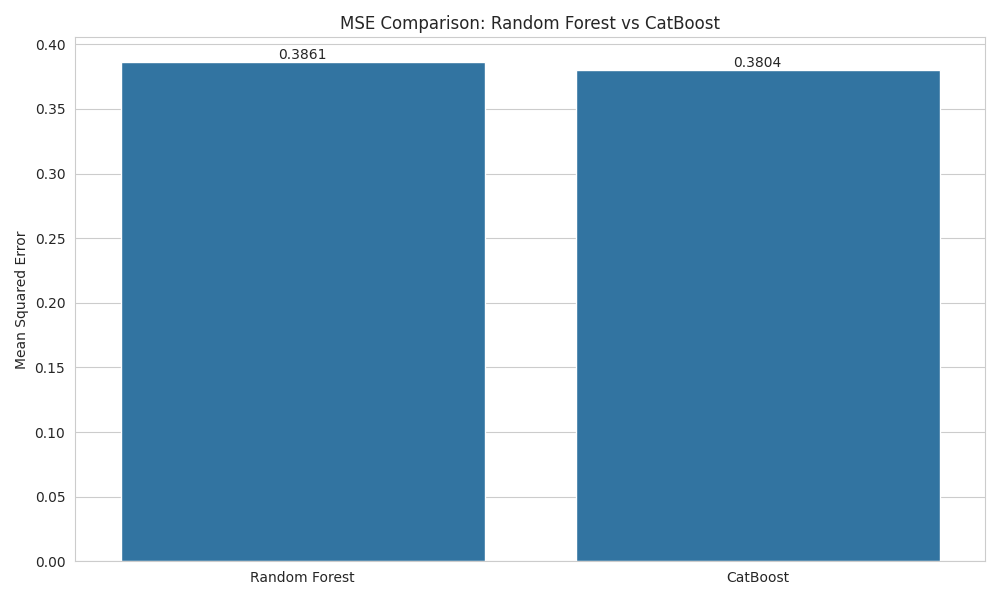 MSE Comparison: Random Forest vs CatBoost
0.40
0.35
0.30
0.25
0.20
0.15
0.10
0.05
0.00
Mean Squared Error
0.3861
0.3804
Random Forest
CatBoost